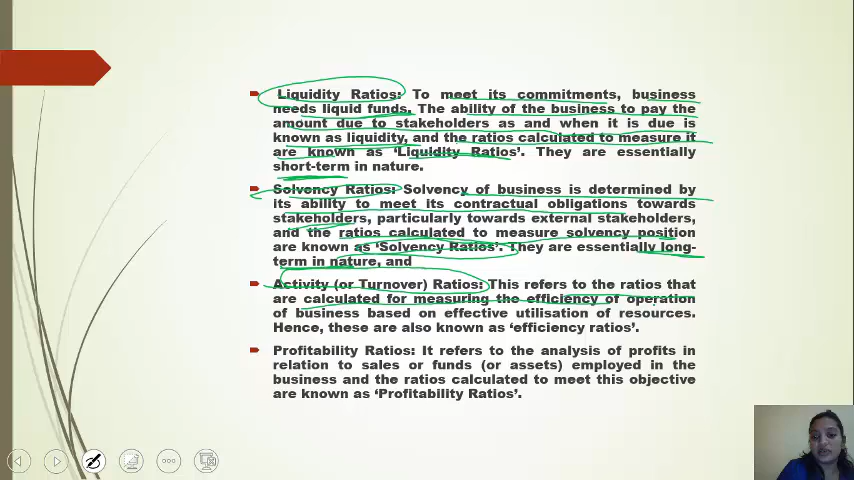 Liquidity Ratios: To meet its commitments, business
needs liquid funds. The ability of the business to pay the
amount due to stakeholders as and when it is due is
known as liquidity, and the ratios calculated to measure it
are known as 'Liquidity Ratios'. They are essentially
short-term in nature.
Solvency Ratios: Solvency of business is determined by
its ability to meet its contractual obligations towards
stakeholders, particularly towards external stakeholders,
and the ratios calculated to measure solvency position
are known as 'Solvency Ratios'. They are essentially long-
term in nature, and
Activity (or Turnover) Ratios: This refers to the ratios that
are calculated for measuring the efficiency of operation
of business based on effective utilisation of resources.
Hence, these are also known as 'efficiency ratios'.
Profitability Ratios: It refers to the analysis of profits in
relation to sales or funds (or assets) employed in the
business and the ratios calculated to meet this objective
are known as 'Profitability Ratios'.